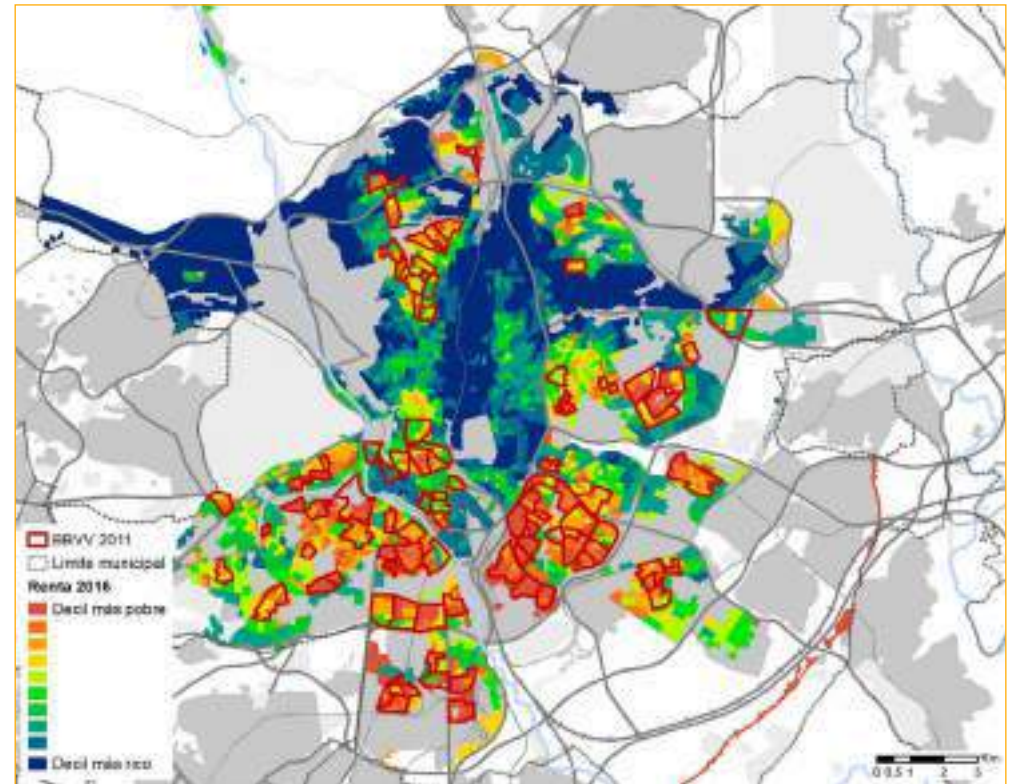 BBVV 2011
Límite municipal
Renta 2016
Decil más pobre
Decil más rico
Km
0 0,5 1 2 3